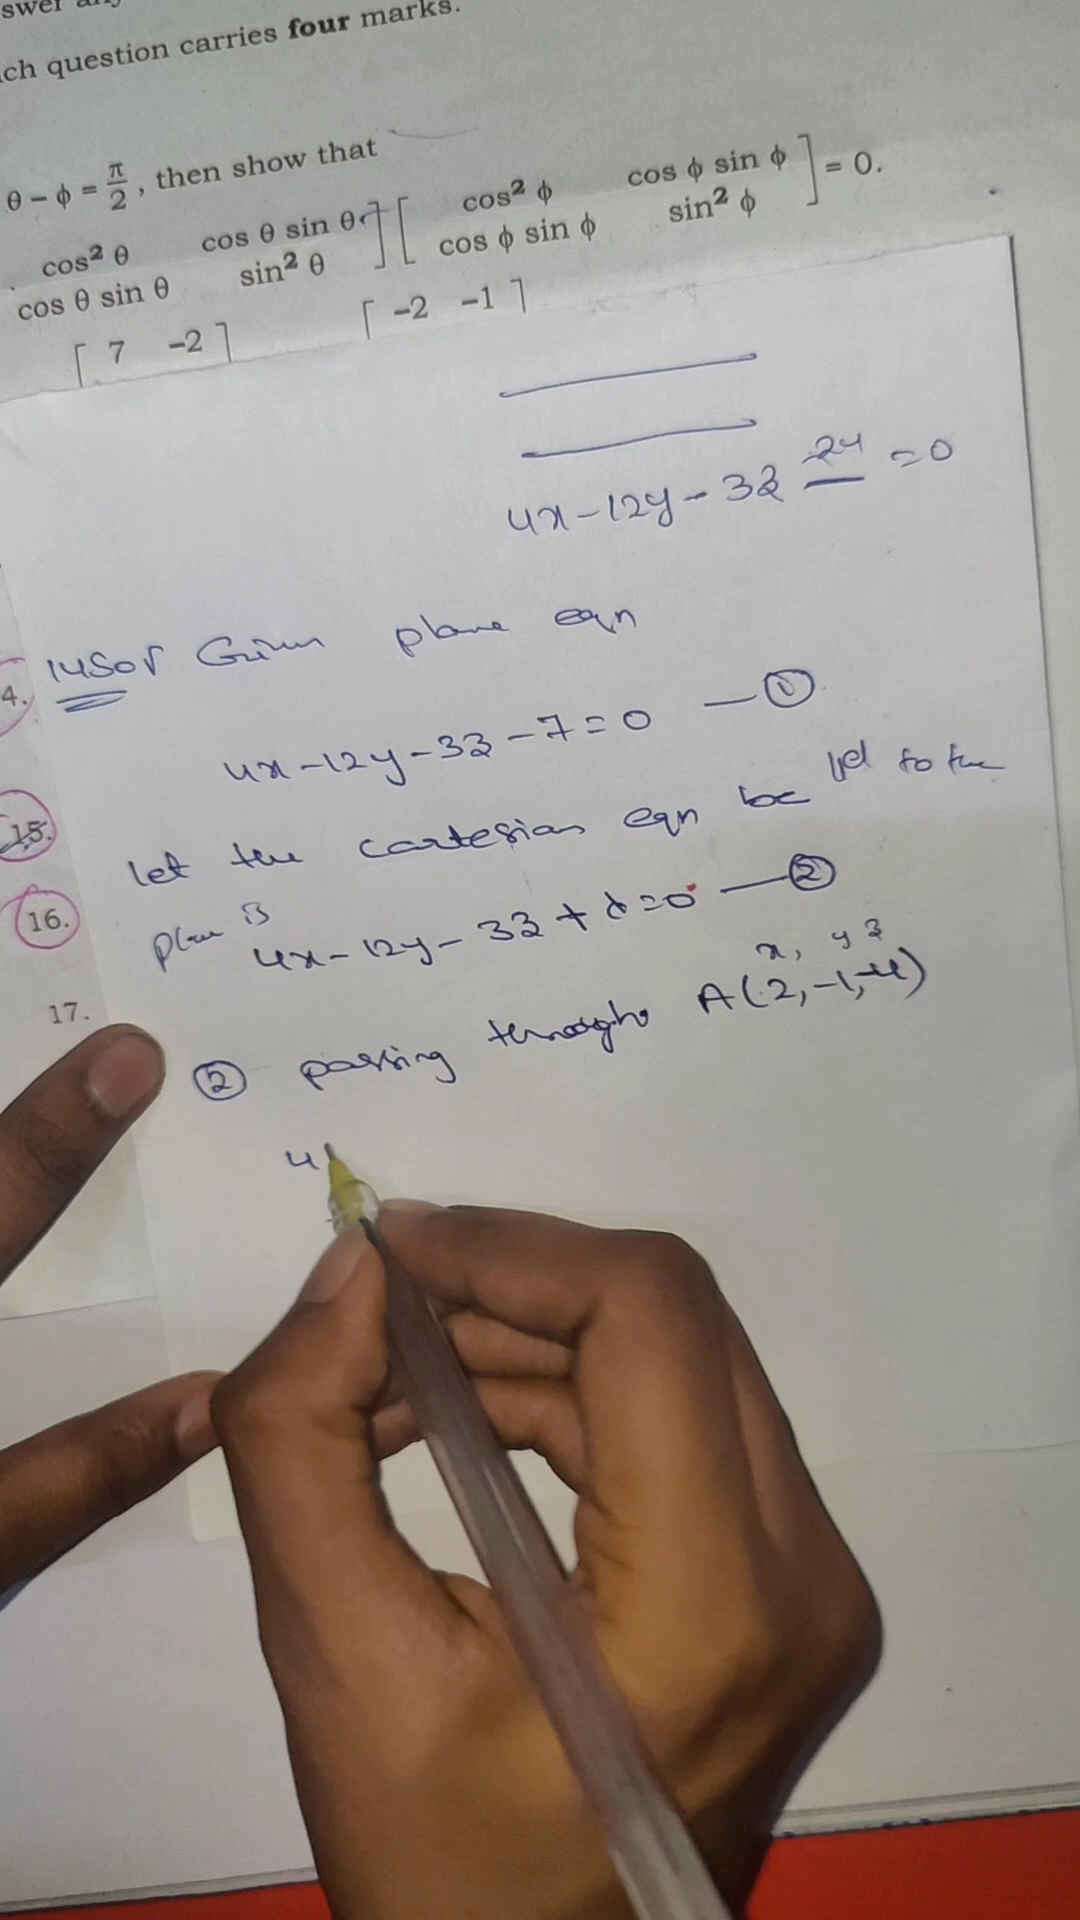 ch question carries four marks.
θ – ϕ = π/2 , then show that
cos² θ cos θ sin θ ] [ cos² ϕ cos ϕ sin ϕ ] = 0.
cos θ sin θ sin² θ cos ϕ sin ϕ sin² ϕ
[ 7 -2 ] [ -2 -1 ]
4x-12y-3z 24 =0
4. 14 Sol Given plane eqn
4x-12y-3z-7=0 —①
15. let the cartesian eqn be ||el to the
16. plane is 4x-12y-3z+λ=0 —②
x, y z
17. ② passing through A(2,-1,-4)
4